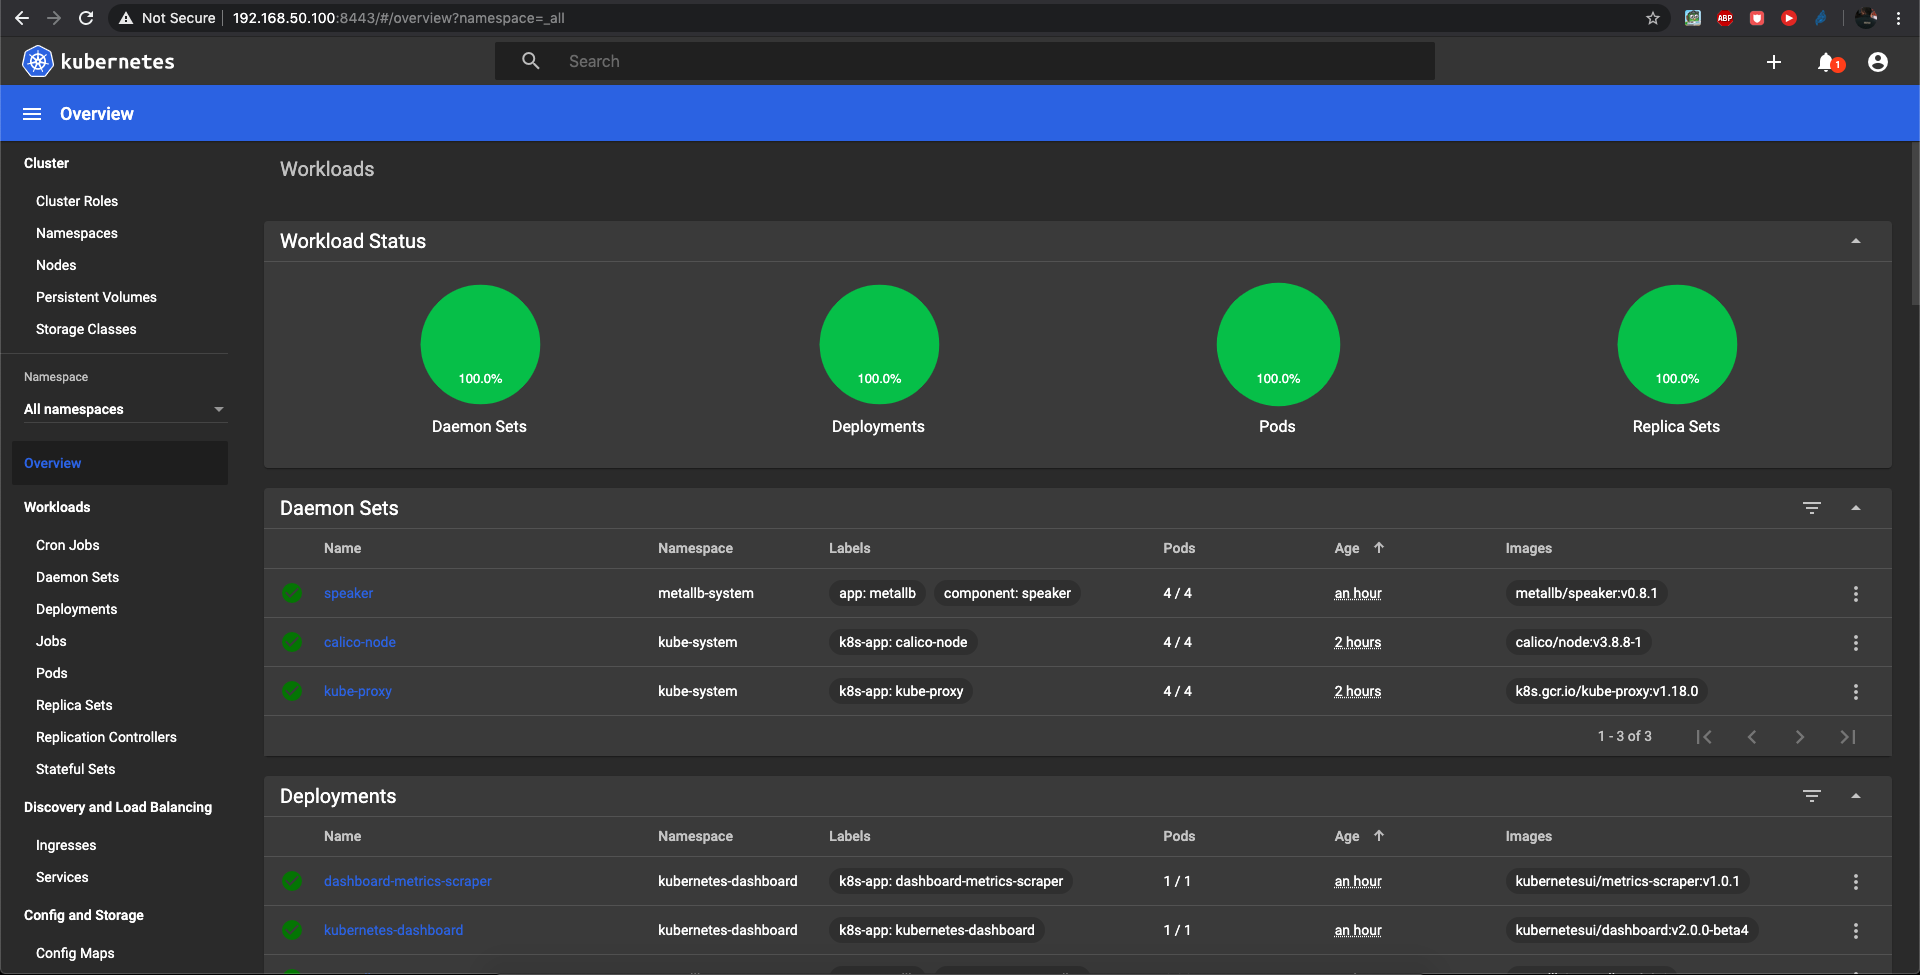 Not Secure 192.168.50.100:8443/#/overview?namespace=_all
ABP
kubernetes
Search
1
Overview
Cluster
Cluster Roles
Namespaces
Nodes
Persistent Volumes
Storage Classes
Namespace
All namespaces
Overview
Workloads
Cron Jobs
Daemon Sets
Deployments
Jobs
Pods
Replica Sets
Replication Controllers
Stateful Sets
Discovery and Load Balancing
Ingresses
Services
Config and Storage
Config Maps
Workloads
Workload Status
100.0% 100.0% 100.0% 100.0%
Daemon Sets Deployments Pods Replica Sets
Daemon Sets
Name Namespace Labels Pods Age Images
speaker metallb-system app: metallb component: speaker 4 / 4 an hour metallb/speaker:v0.8.1
calico-node kube-system k8s-app: calico-node 4 / 4 2 hours calico/node:v3.8.8-1
kube-proxy kube-system k8s-app: kube-proxy 4 / 4 2 hours k8s.gcr.io/kube-proxy:v1.18.0
1 - 3 of 3
Deployments
Name Namespace Labels Pods Age Images
dashboard-metrics-scraper kubernetes-dashboard k8s-app: dashboard-metrics-scraper 1 / 1 an hour kubernetesui/metrics-scraper:v1.0.1
kubernetes-dashboard kubernetes-dashboard k8s-app: kubernetes-dashboard 1 / 1 an hour kubernetesui/dashboard:v2.0.0-beta4